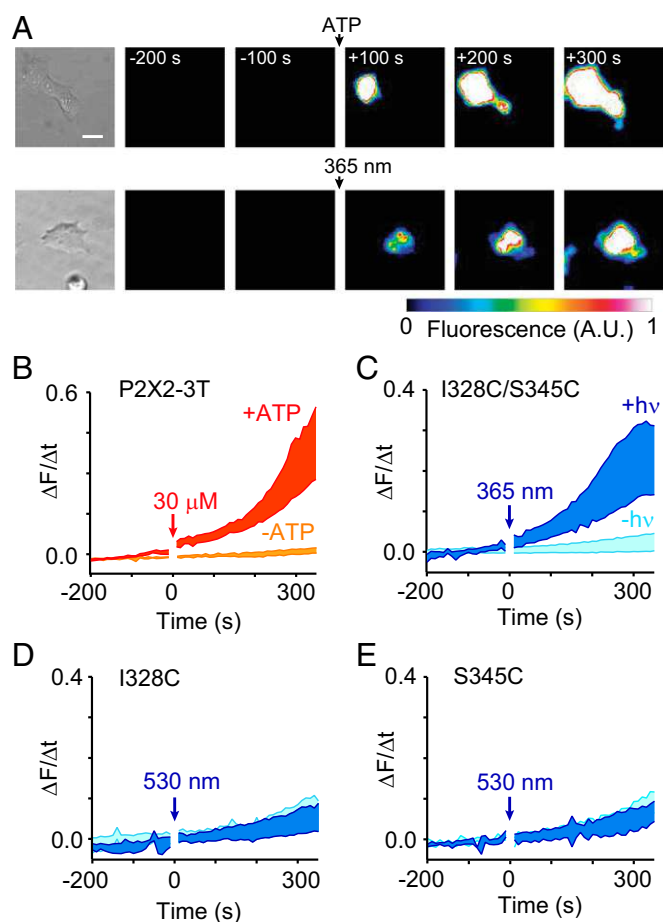 A
ATP
-200 s
-100 s
+100 s
+200 s
+300 s
365 nm
0
Fluorescence (A.U.)
1
B
P2X2-3T
0.6
0.0
ΔF/Δt
+ATP
30 μM
-ATP
-200
0
300
Time (s)
C
I328C/S345C
0.4
0.0
ΔF/Δt
+hν
365 nm
-hν
-200
0
300
Time (s)
D
I328C
0.4
0.0
ΔF/Δt
530 nm
-200
0
300
Time (s)
E
S345C
0.4
0.0
ΔF/Δt
530 nm
-200
0
300
Time (s)